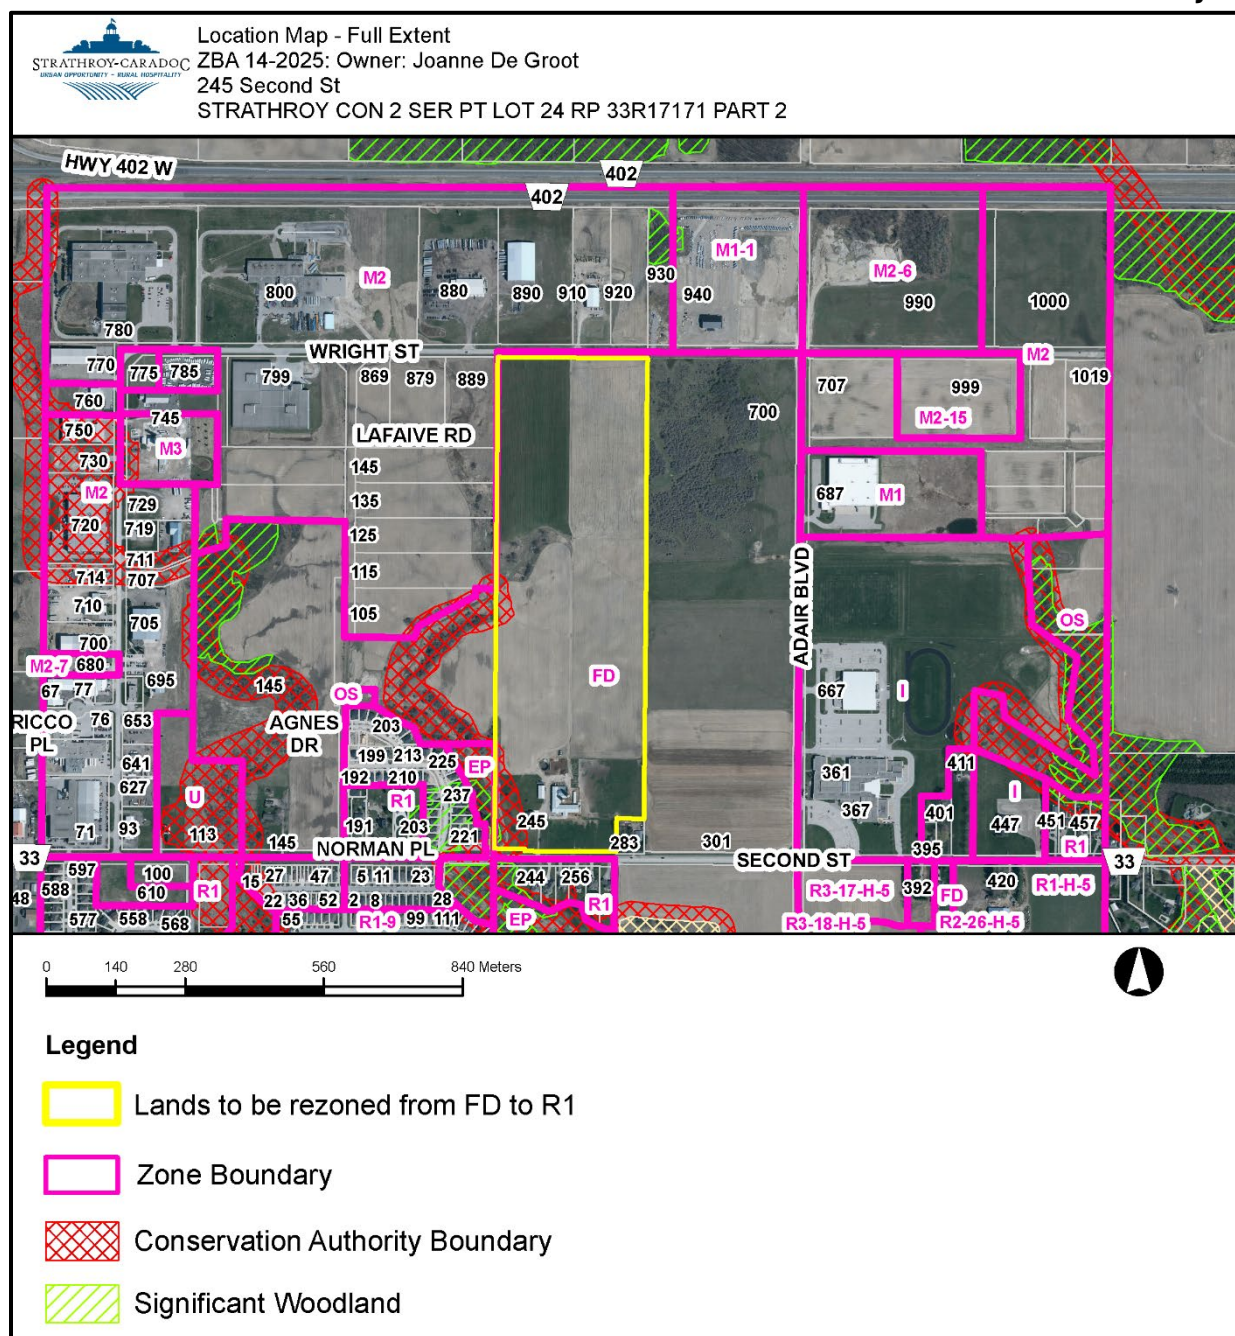 STRATHROY-CARADOC
URBAN OPPORTUNITY - RURAL HOSPITALITY
Location Map - Full Extent
ZBA 14-2025: Owner: Joanne De Groot
245 Second St
STRATHROY CON 2 SER PT LOT 24 RP 33R17171 PART 2
HWY 402 W
402
402
M1-1
M2-6
M2
930
800 880 890 910 920 940 990 1000
780
WRIGHT ST
M2
770 775 785 799 869 879 889 707 999 1019
760
745 700
M2-15
750
LAFAIVE RD
M3
730 145
M2 687 M1
729 135
720 719 125
711
714 707 115
710 705 105
OS
700
ADAIR BLVD
M2-7 680 FD
67 77 695 145 OS 667 I
RICCO PL
76 653 AGNES DR 203
199 213 225
641 192 210 EP 361 411
627 R1 237 367 401 I
U
71 93 113 145 191 203 221 245 283 301 395 447 451 457
NORMAN PL
R1
33
SECOND ST
33
597 100 R1 15 27 47 5 11 23 244 256 R3-17-H-5 392 FD 420 R1-H-5
588 610
48 22 36 52 2 8 28 R1
577 558 568 55 R1-9 99 111 EP R3-18-H-5 R2-26-H-5
0 140 280 560 840 Meters
Legend
Lands to be rezoned from FD to R1
Zone Boundary
Conservation Authority Boundary
Significant Woodland